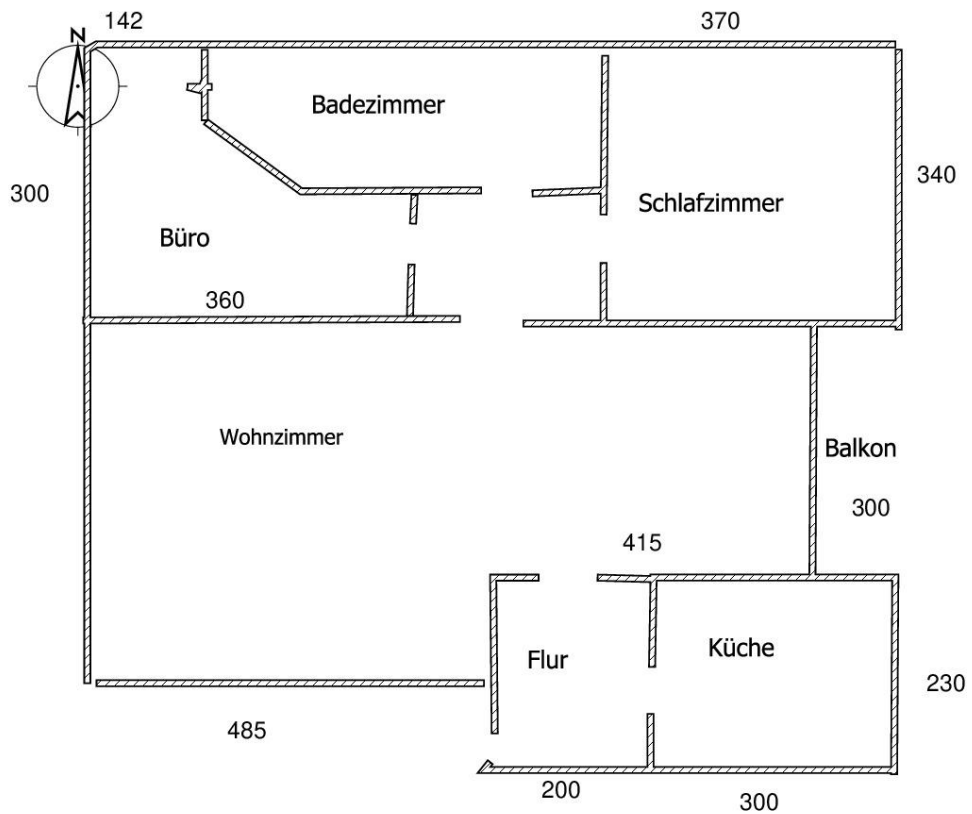 142
370
N
Badezimmer
340
300
Schlafzimmer
Büro
360
Wohnzimmer
Balkon
300
415
Flur
Küche
230
485
200
300